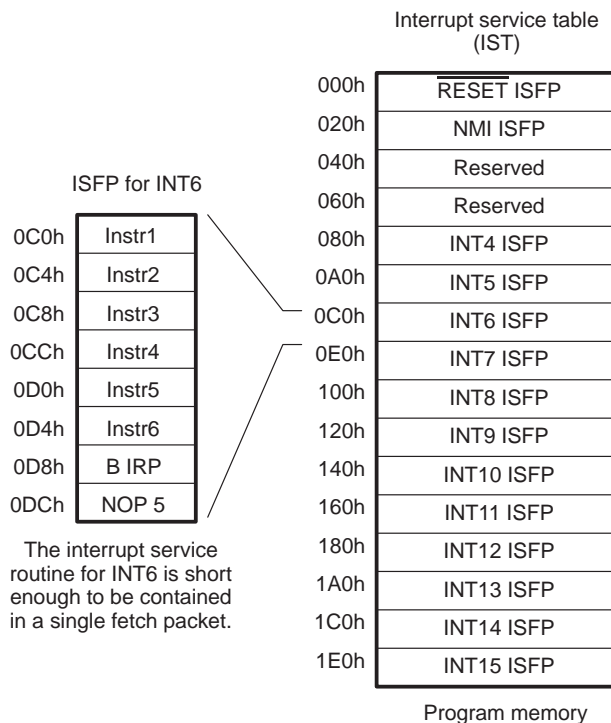 Interrupt service table
(IST)
000h RESET ISFP
020h NMI ISFP
040h Reserved
060h Reserved
080h INT4 ISFP
0A0h INT5 ISFP
0C0h INT6 ISFP
0E0h INT7 ISFP
100h INT8 ISFP
120h INT9 ISFP
140h INT10 ISFP
160h INT11 ISFP
180h INT12 ISFP
1A0h INT13 ISFP
1C0h INT14 ISFP
1E0h INT15 ISFP
Program memory
ISFP for INT6
0C0h Instr1
0C4h Instr2
0C8h Instr3
0CCh Instr4
0D0h Instr5
0D4h Instr6
0D8h B IRP
0DCh NOP 5
The interrupt service
routine for INT6 is short
enough to be contained
in a single fetch packet.